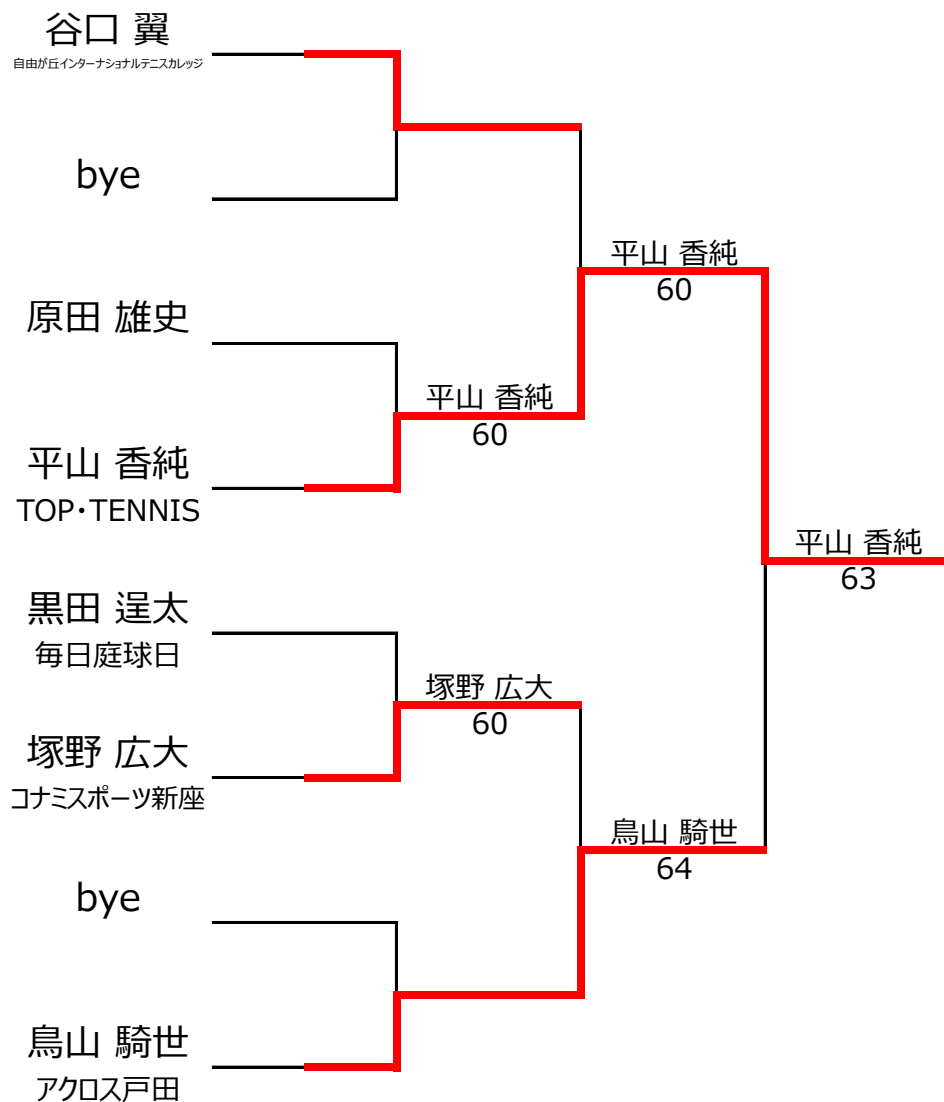 谷口 翼
自由が丘インターナショナルテニスカレッジ
bye
原田 雄史
平山 香純
TOP・TENNIS
黒田 逞太
毎日庭球日
塚野 広大
コナミスポーツ新座
bye
鳥山 騎世
アクロス戸田
平山 香純
60
塚野 広大
60
平山 香純
60
鳥山 騎世
64
平山 香純
63